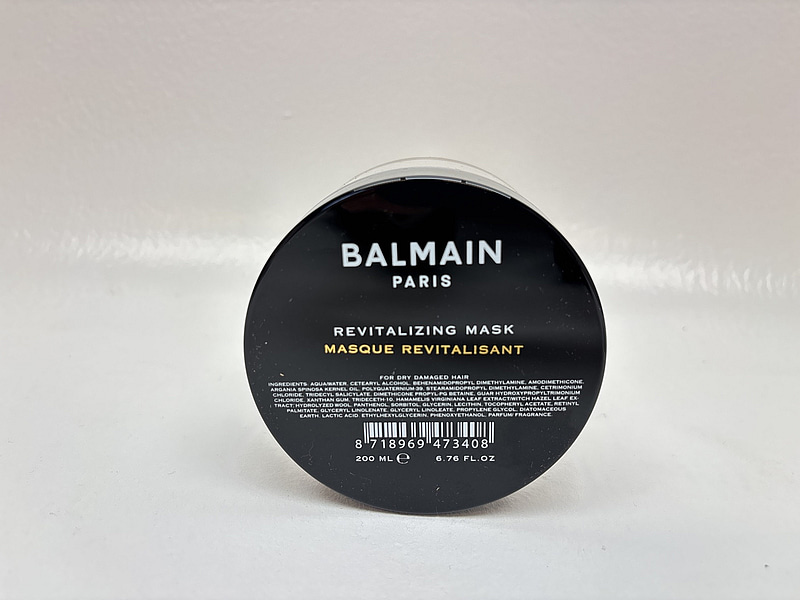 BALMAIN
PARIS
REVITALIZING MASK
MASQUE REVITALISANT
FOR DRY DAMAGED HAIR
INGREDIENTS: AQUA/WATER, CETEARYL ALCOHOL, BEHENAMIDOPROPYL DIMETHYLAMINE, AMODIMETHICONE,
ARGANIA SPINOSA KERNEL OIL, POLYQUATERNIUM-39, STEARAMIDOPROPYL DIMETHYLAMINE, CETRIMONIUM
CHLORIDE, TRIDECYL SALICYLATE, DIMETHICONE PROPYL PG BETAINE, GUAR HYDROXYPROPYLTRIMONIUM
CHLORIDE, XANTHAN GUM, TRIDECETH-10, HAMAMELIS VIRGINIANA LEAF EXTRACT/WITCH HAZEL LEAF EX-
TRACT, HYDROLYZED WOOL, PANTHENOL, SORBITOL, GLYCERIN, LECITHIN, TOCOPHERYL ACETATE, RETINYL
PALMITATE, GLYCERYL LINOLENATE, GLYCERYL LINOLEATE, PROPYLENE GLYCOL, DIATOMACEOUS
EARTH, LACTIC ACID, ETHYLHEXYLGLYCERIN, PHENOXYETHANOL, PARFUM FRAGRANCE.
8 718969 473408
200 ML ℮ 6.76 FL.OZ